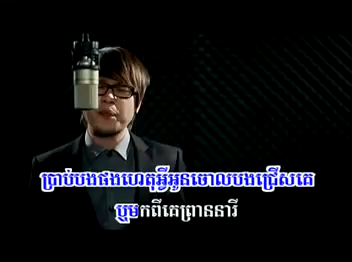 ប្រាប់បងផងហេតុអ្វីអូនចោលបងជ្រើសគេ
ឬមកពីគេព្រាននារី